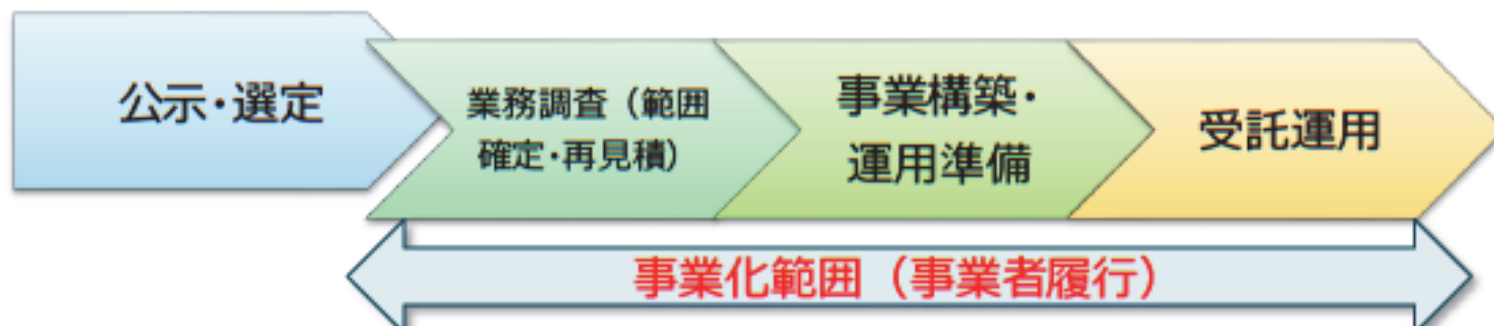 公示・選定
業務調査（範囲
確定・再見積）
事業構築・
運用準備
受託運用
事業化範囲（事業者履行）